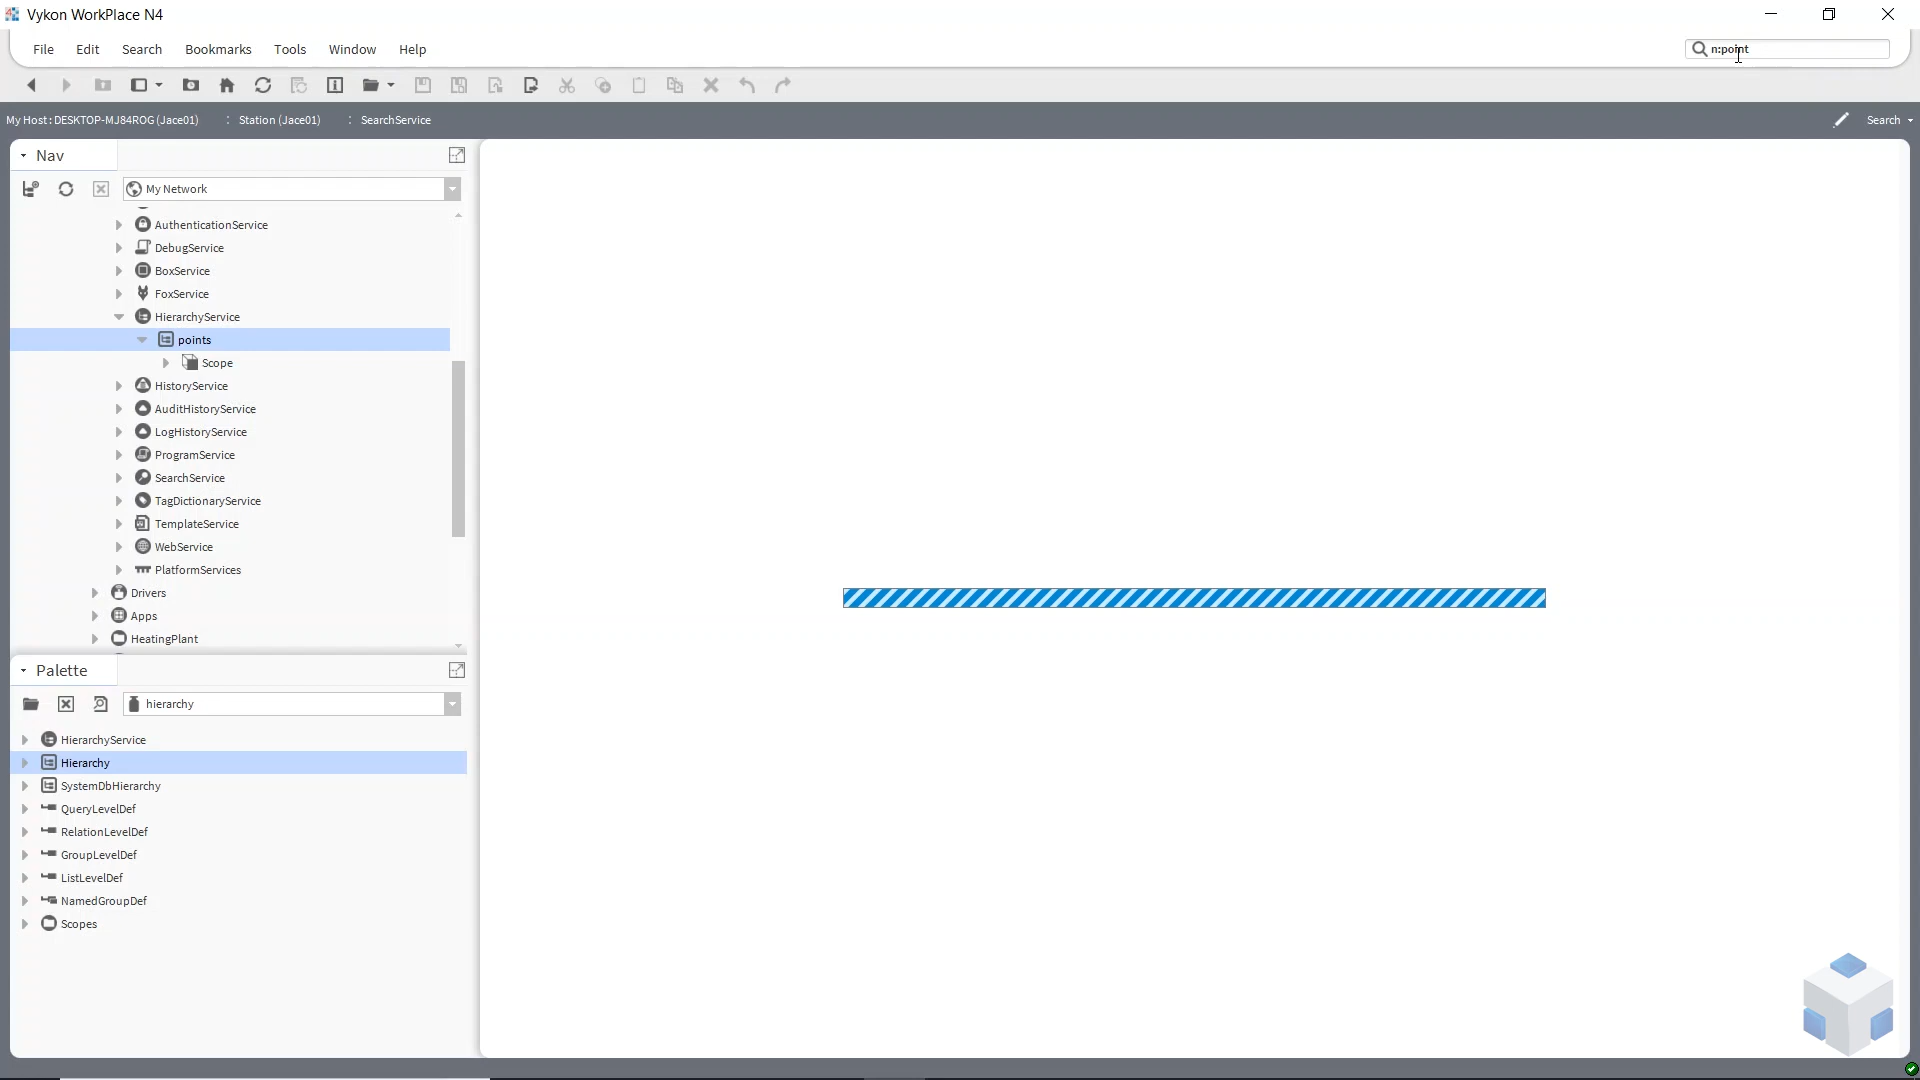 Vykon WorkPlace N4
File Edit Search Bookmarks Tools Window Help
n:point
My Host : DESKTOP-MJ84ROG (Jace01) : Station (Jace01) : SearchService
Search
Nav
My Network
AuthenticationService
DebugService
BoxService
FoxService
HierarchyService
points
Scope
HistoryService
AuditHistoryService
LogHistoryService
ProgramService
SearchService
TagDictionaryService
TemplateService
WebService
PlatformServices
Drivers
Apps
HeatingPlant
Palette
hierarchy
HierarchyService
Hierarchy
SystemDbHierarchy
QueryLevelDef
RelationLevelDef
GroupLevelDef
ListLevelDef
NamedGroupDef
Scopes